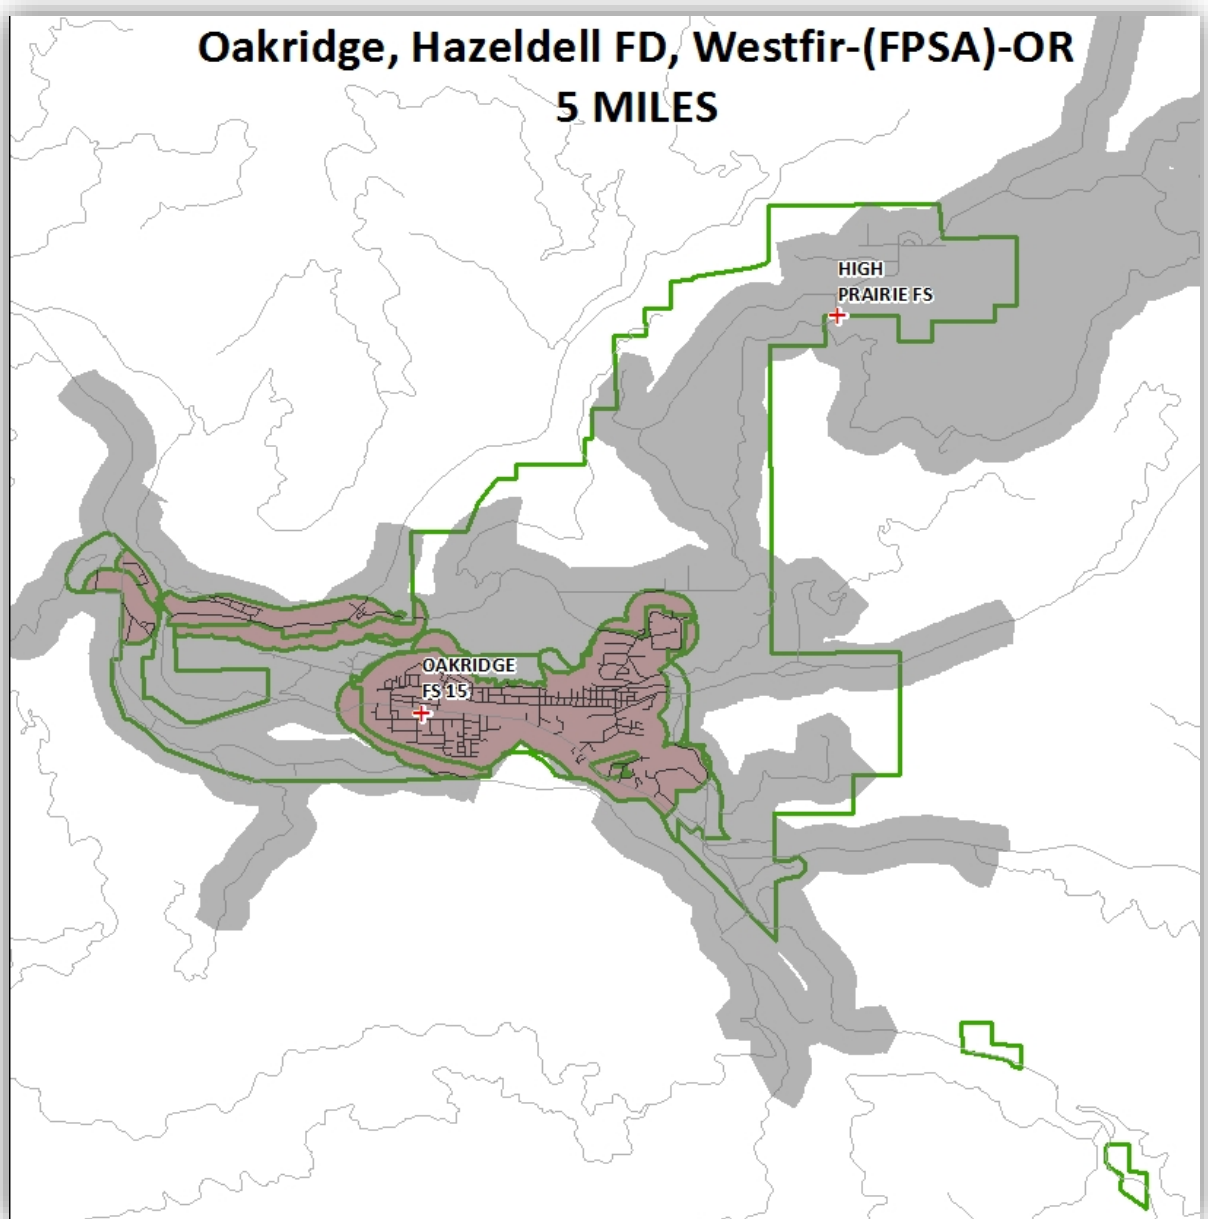 Oakridge, Hazeldell FD, Westfir-(FPSA)-OR
5 MILES
HIGH
PRAIRIE FS
OAKRIDGE
FS 15